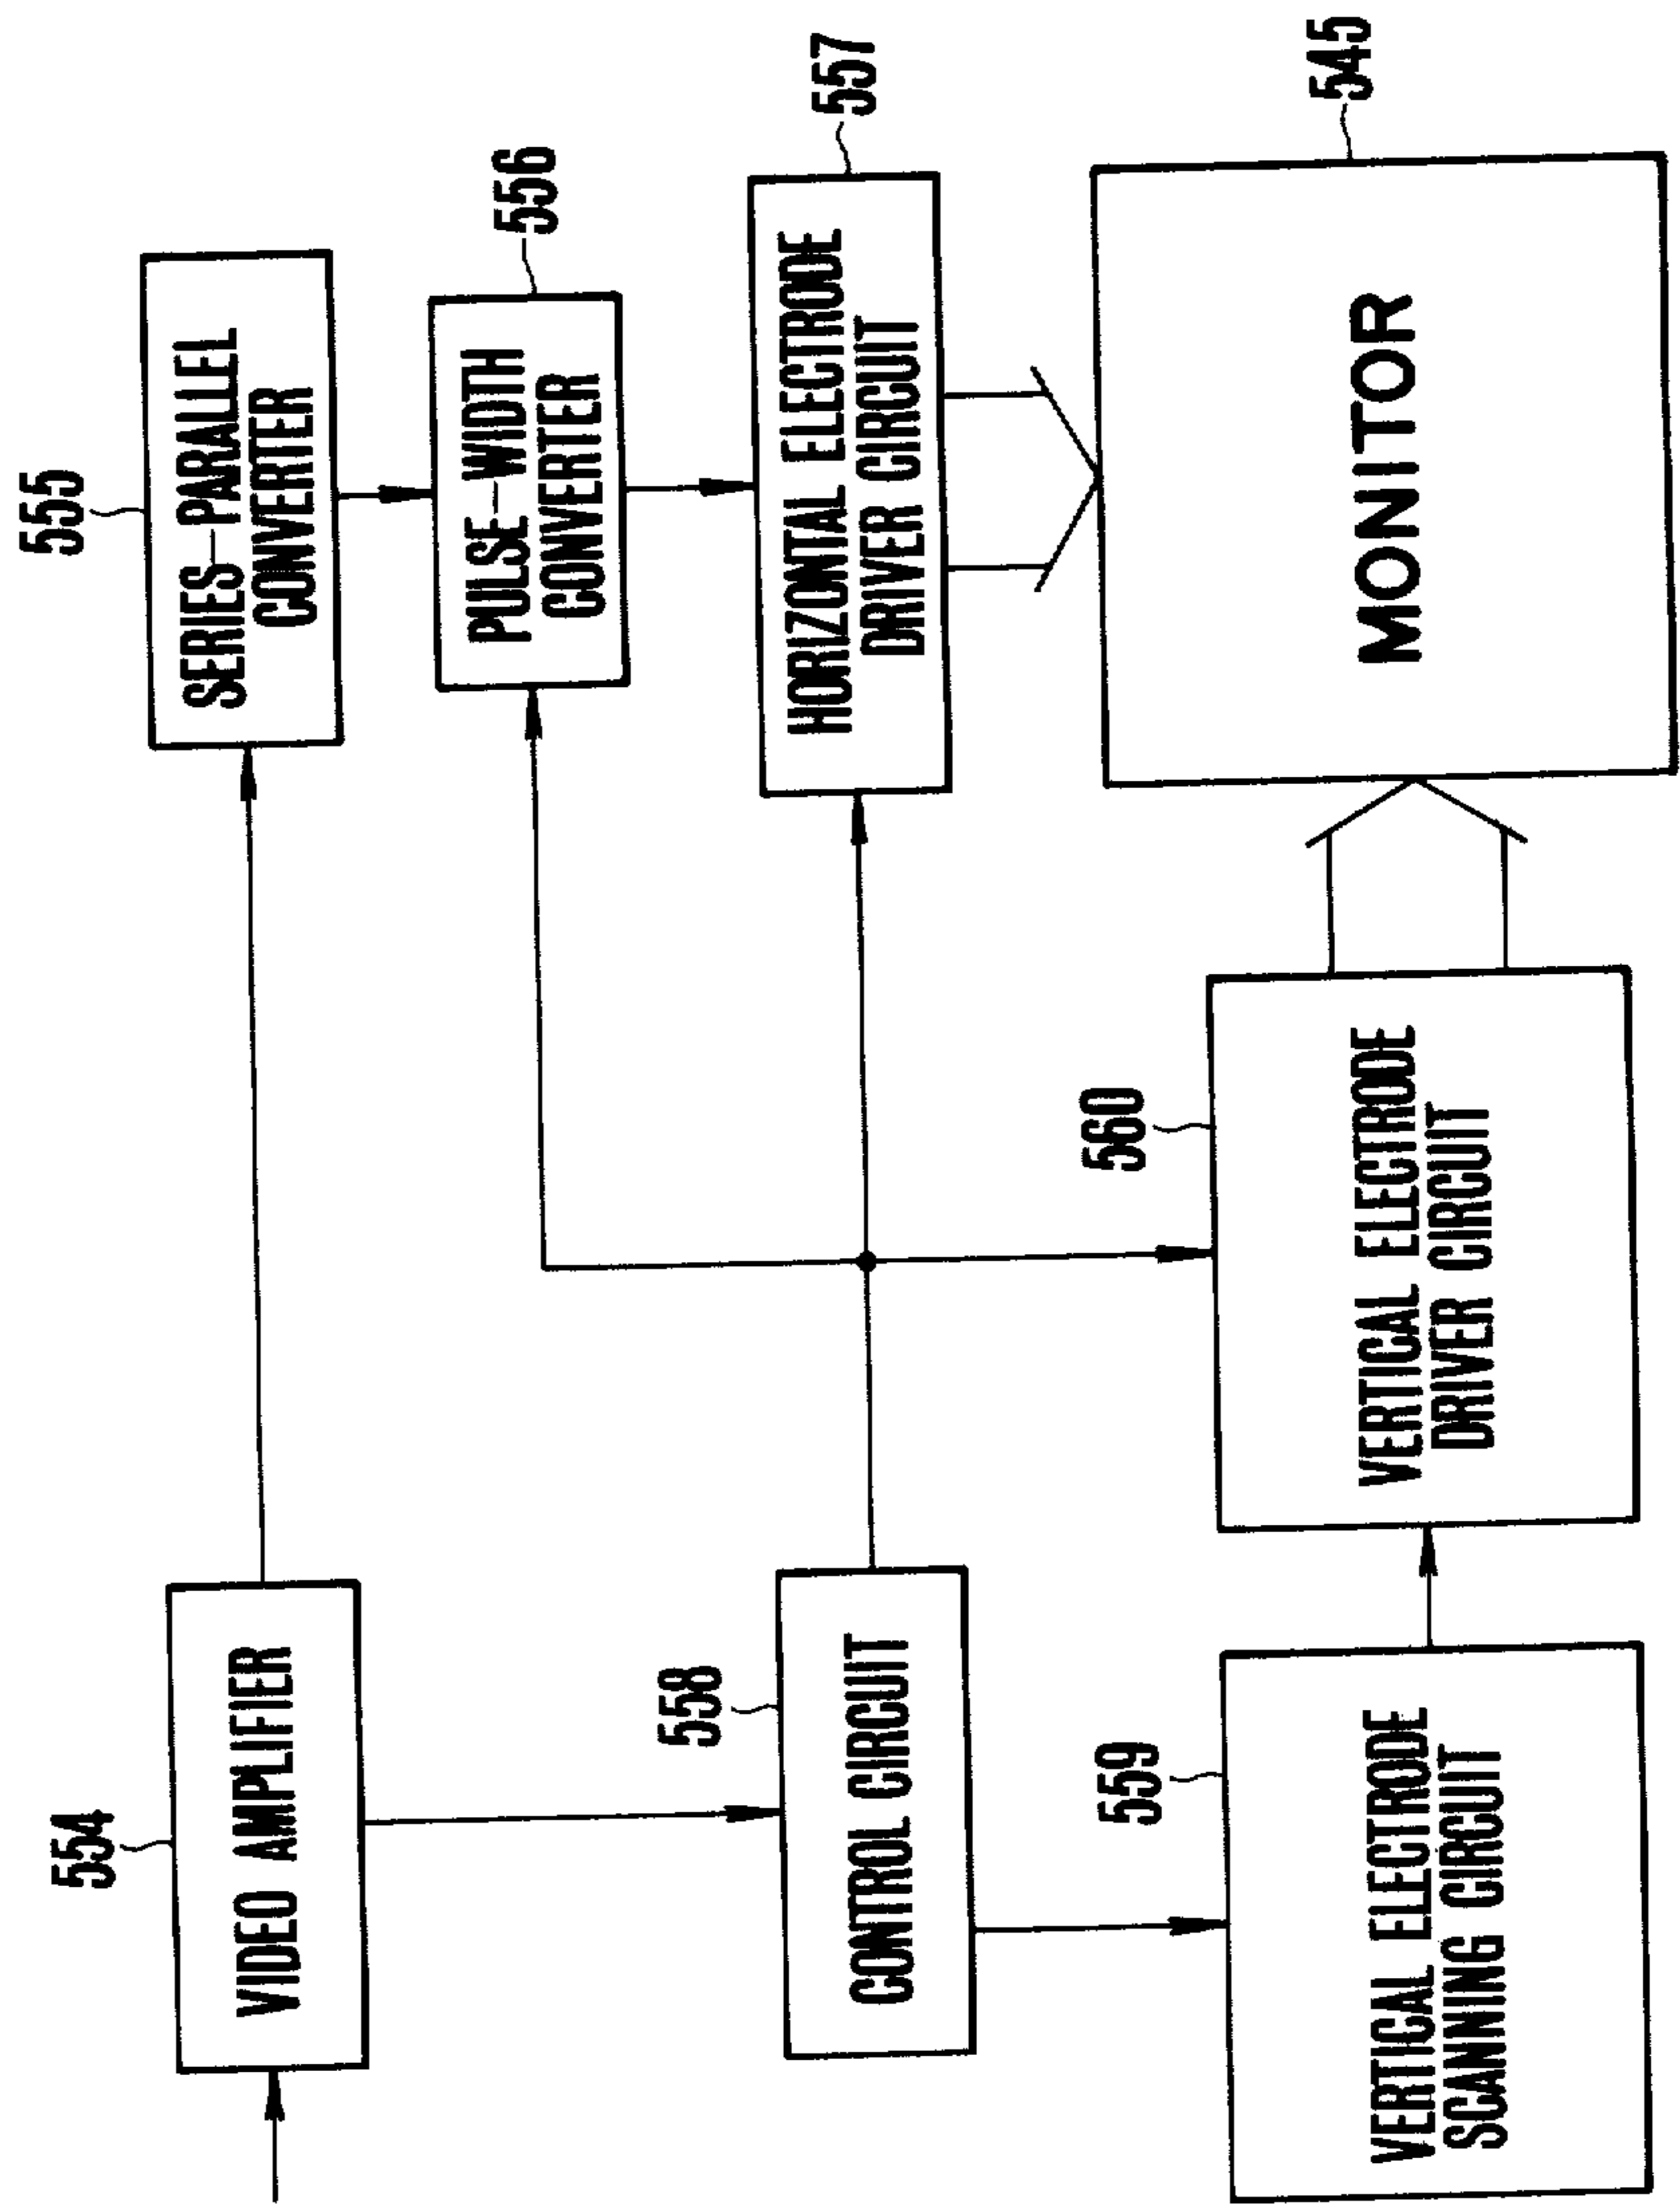 554
VIDEO AMPLIFIER
555
SERIES-PARALLEL
CONVERTER
PULSE-WIDTH
CONVERTER
556
558
CONTROL CIRCUIT
HORIZONTAL ELECTRODE
DRIVER CIRCUIT
557
559
VERTICAL ELECTRODE
SCANNING CIRCUIT
560
VERTICAL ELECTRODE
DRIVER CIRCUIT
MONITOR
545